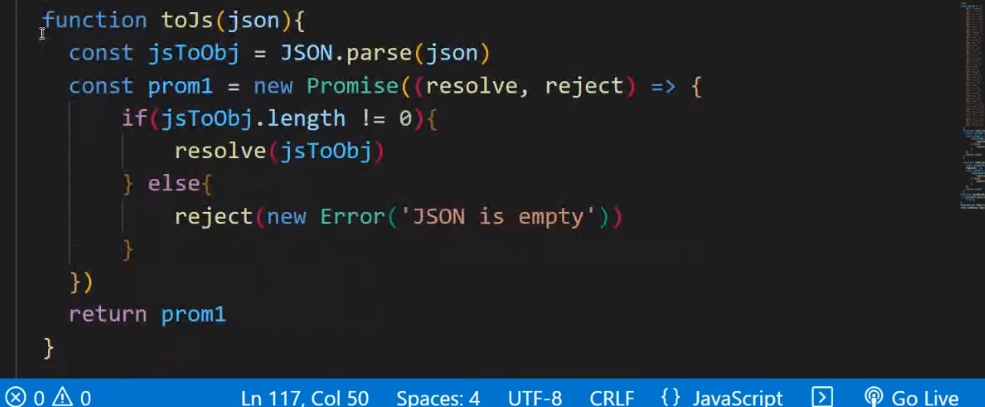 function toJs(json){
const jsToObj = JSON.parse(json)
const prom1 = new Promise((resolve, reject) => {
if(jsToObj.length != 0){
resolve(jsToObj)
} else{
reject(new Error('JSON is empty'))
}
})
return prom1
}
0 0 Ln 117, Col 50 Spaces: 4 UTF-8 CRLF {} JavaScript Go Live